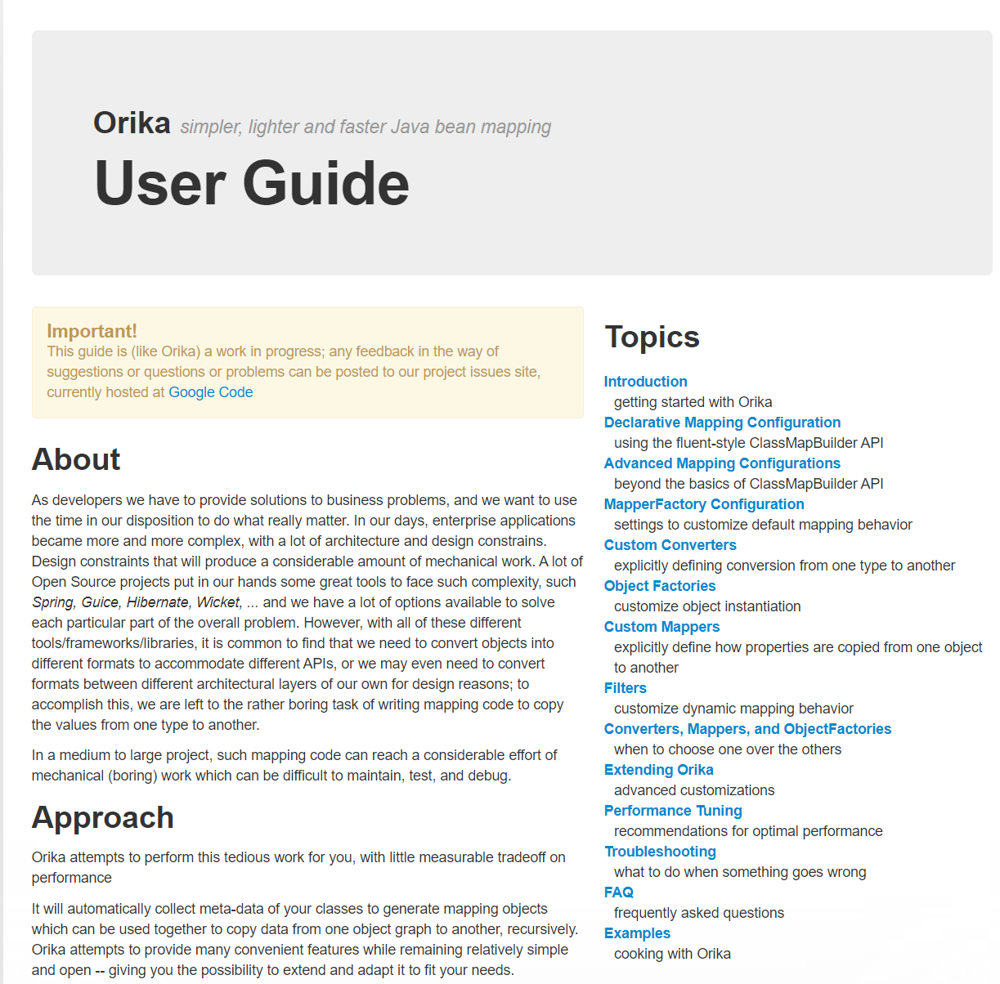 Orika simpler, lighter and faster Java bean mapping
User Guide
Important!
This guide is (like Orika) a work in progress; any feedback in the way of
suggestions or questions or problems can be posted to our project issues site,
currently hosted at Google Code
About
As developers we have to provide solutions to business problems, and we want to use
the time in our disposition to do what really matter. In our days, enterprise applications
became more and more complex, with a lot of architecture and design constrains.
Design constraints that will produce a considerable amount of mechanical work. A lot of
Open Source projects put in our hands some great tools to face such complexity, such
Spring, Guice, Hibernate, Wicket, ... and we have a lot of options available to solve
each particular part of the overall problem. However, with all of these different
tools/frameworks/libraries, it is common to find that we need to convert objects into
different formats to accommodate different APIs, or we may even need to convert
formats between different architectural layers of our own for design reasons; to
accomplish this, we are left to the rather boring task of writing mapping code to copy
the values from one type to another.
In a medium to large project, such mapping code can reach a considerable effort of
mechanical (boring) work which can be difficult to maintain, test, and debug.
Approach
Orika attempts to perform this tedious work for you, with little measurable tradeoff on
performance
It will automatically collect meta-data of your classes to generate mapping objects
which can be used together to copy data from one object graph to another, recursively.
Orika attempts to provide many convenient features while remaining relatively simple
and open -- giving you the possibility to extend and adapt it to fit your needs.
Topics
Introduction
getting started with Orika
Declarative Mapping Configuration
using the fluent-style ClassMapBuilder API
Advanced Mapping Configurations
beyond the basics of ClassMapBuilder API
MapperFactory Configuration
settings to customize default mapping behavior
Custom Converters
explicitly defining conversion from one type to another
Object Factories
customize object instantiation
Custom Mappers
explicitly define how properties are copied from one object
to another
Filters
customize dynamic mapping behavior
Converters, Mappers, and ObjectFactories
when to choose one over the others
Extending Orika
advanced customizations
Performance Tuning
recommendations for optimal performance
Troubleshooting
what to do when something goes wrong
FAQ
frequently asked questions
Examples
cooking with Orika